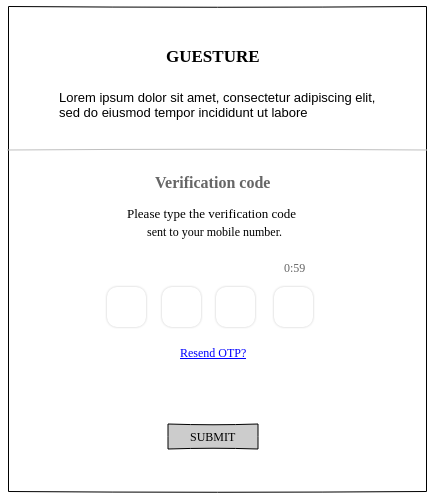 GUESTURE
Lorem ipsum dolor sit amet, consectetur adipiscing elit,
sed do eiusmod tempor incididunt ut labore
Verification code
Please type the verification code
sent to your mobile number.
0:59
Resend OTP?
SUBMIT